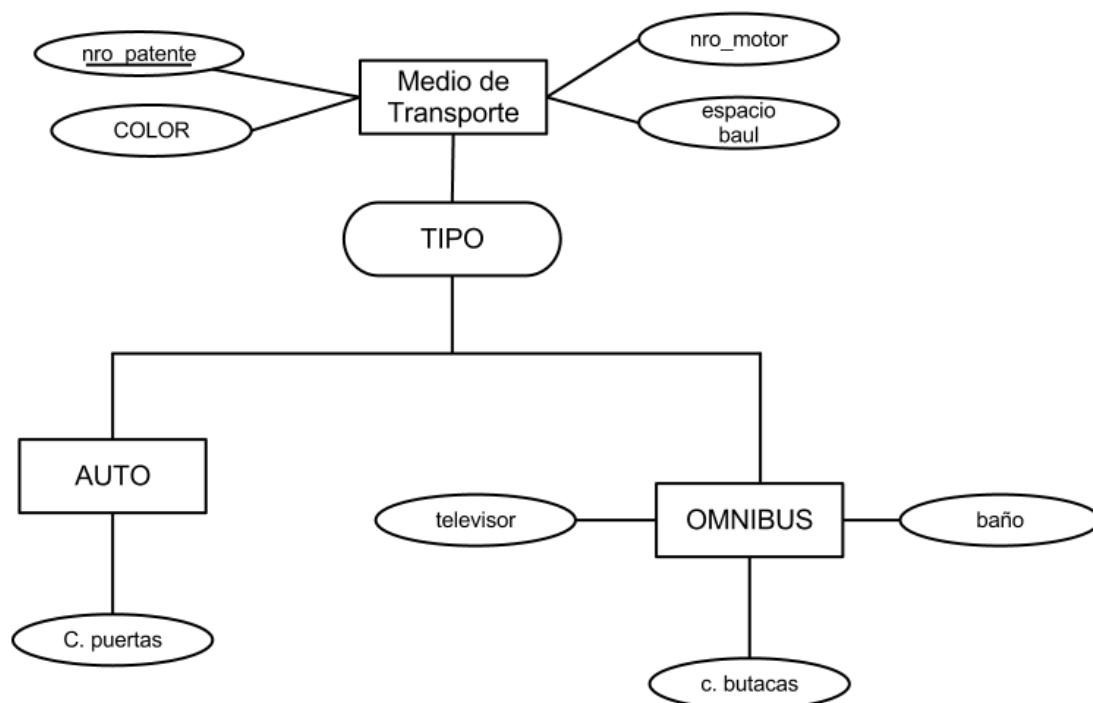 nro_patente
nro_motor
Medio de
Transporte
COLOR
espacio
baul
TIPO
AUTO
televisor
OMNIBUS
baño
C. puertas
c. butacas